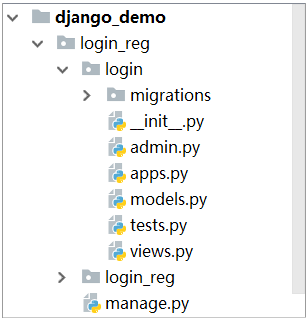 django_demo
login_reg
login
migrations
__init__.py
admin.py
apps.py
models.py
tests.py
views.py
login_reg
manage.py